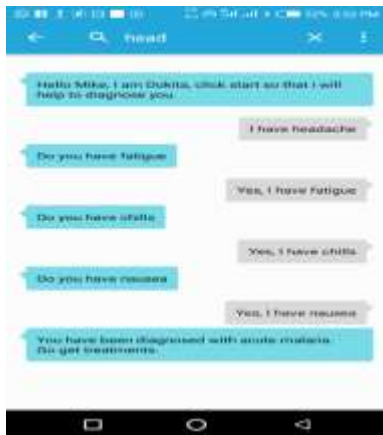 head
Hello Mike, I am Dokita, click start so that I will
help to diagnose you.
I have headache
Do you have fatigue
Yes, I have fatigue
Do you have chills
Yes, I have chills
Do you have nausea
Yes, I have nausea
You have been diagnosed with acute malaria.
Go get treatments.